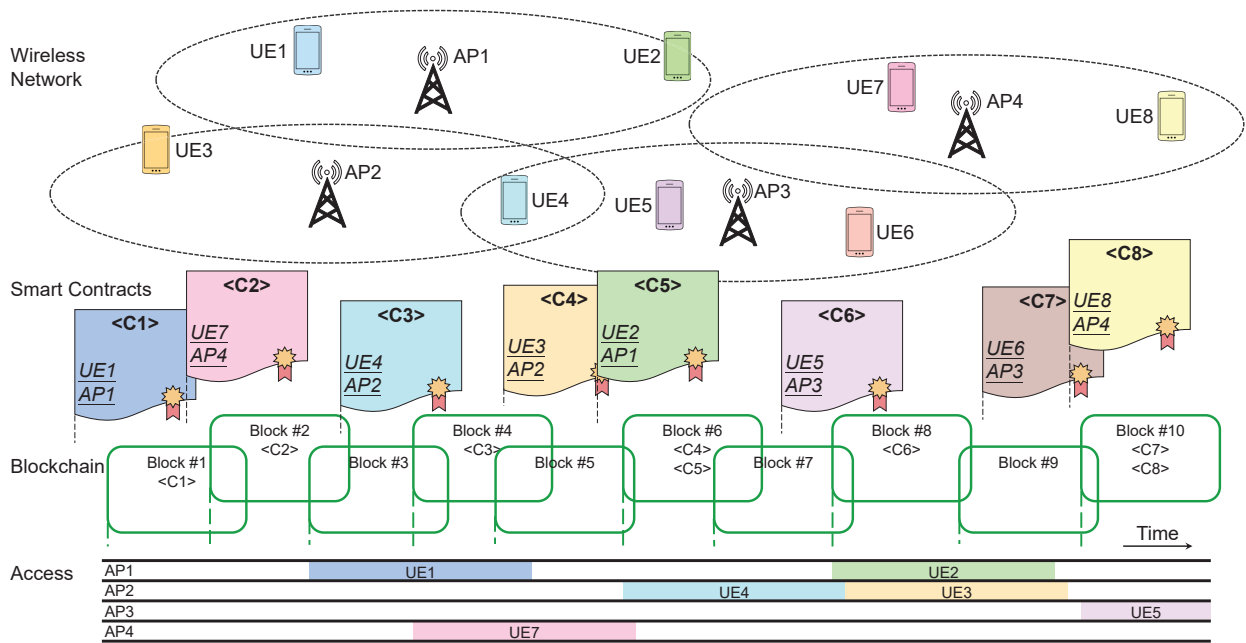 Wireless
Network
UE1
AP1
UE2
UE7
AP4
UE8
UE3
AP2
UE4
UE5
AP3
UE6
Smart Contracts
<C1>
UE1
AP1
<C2>
UE7
AP4
<C3>
UE4
AP2
<C4>
UE3
AP2
<C5>
UE2
AP1
<C6>
UE5
AP3
<C7>
UE6
AP3
<C8>
UE8
AP4
Blockchain
Block #1
<C1>
Block #2
<C2>
Block #3
Block #4
<C3>
Block #5
Block #6
<C4>
<C5>
Block #7
Block #8
<C6>
Block #9
Block #10
<C7>
<C8>
Time
Access
AP1 UE1 UE2
AP2 UE4 UE3
AP3 UE5
AP4 UE7